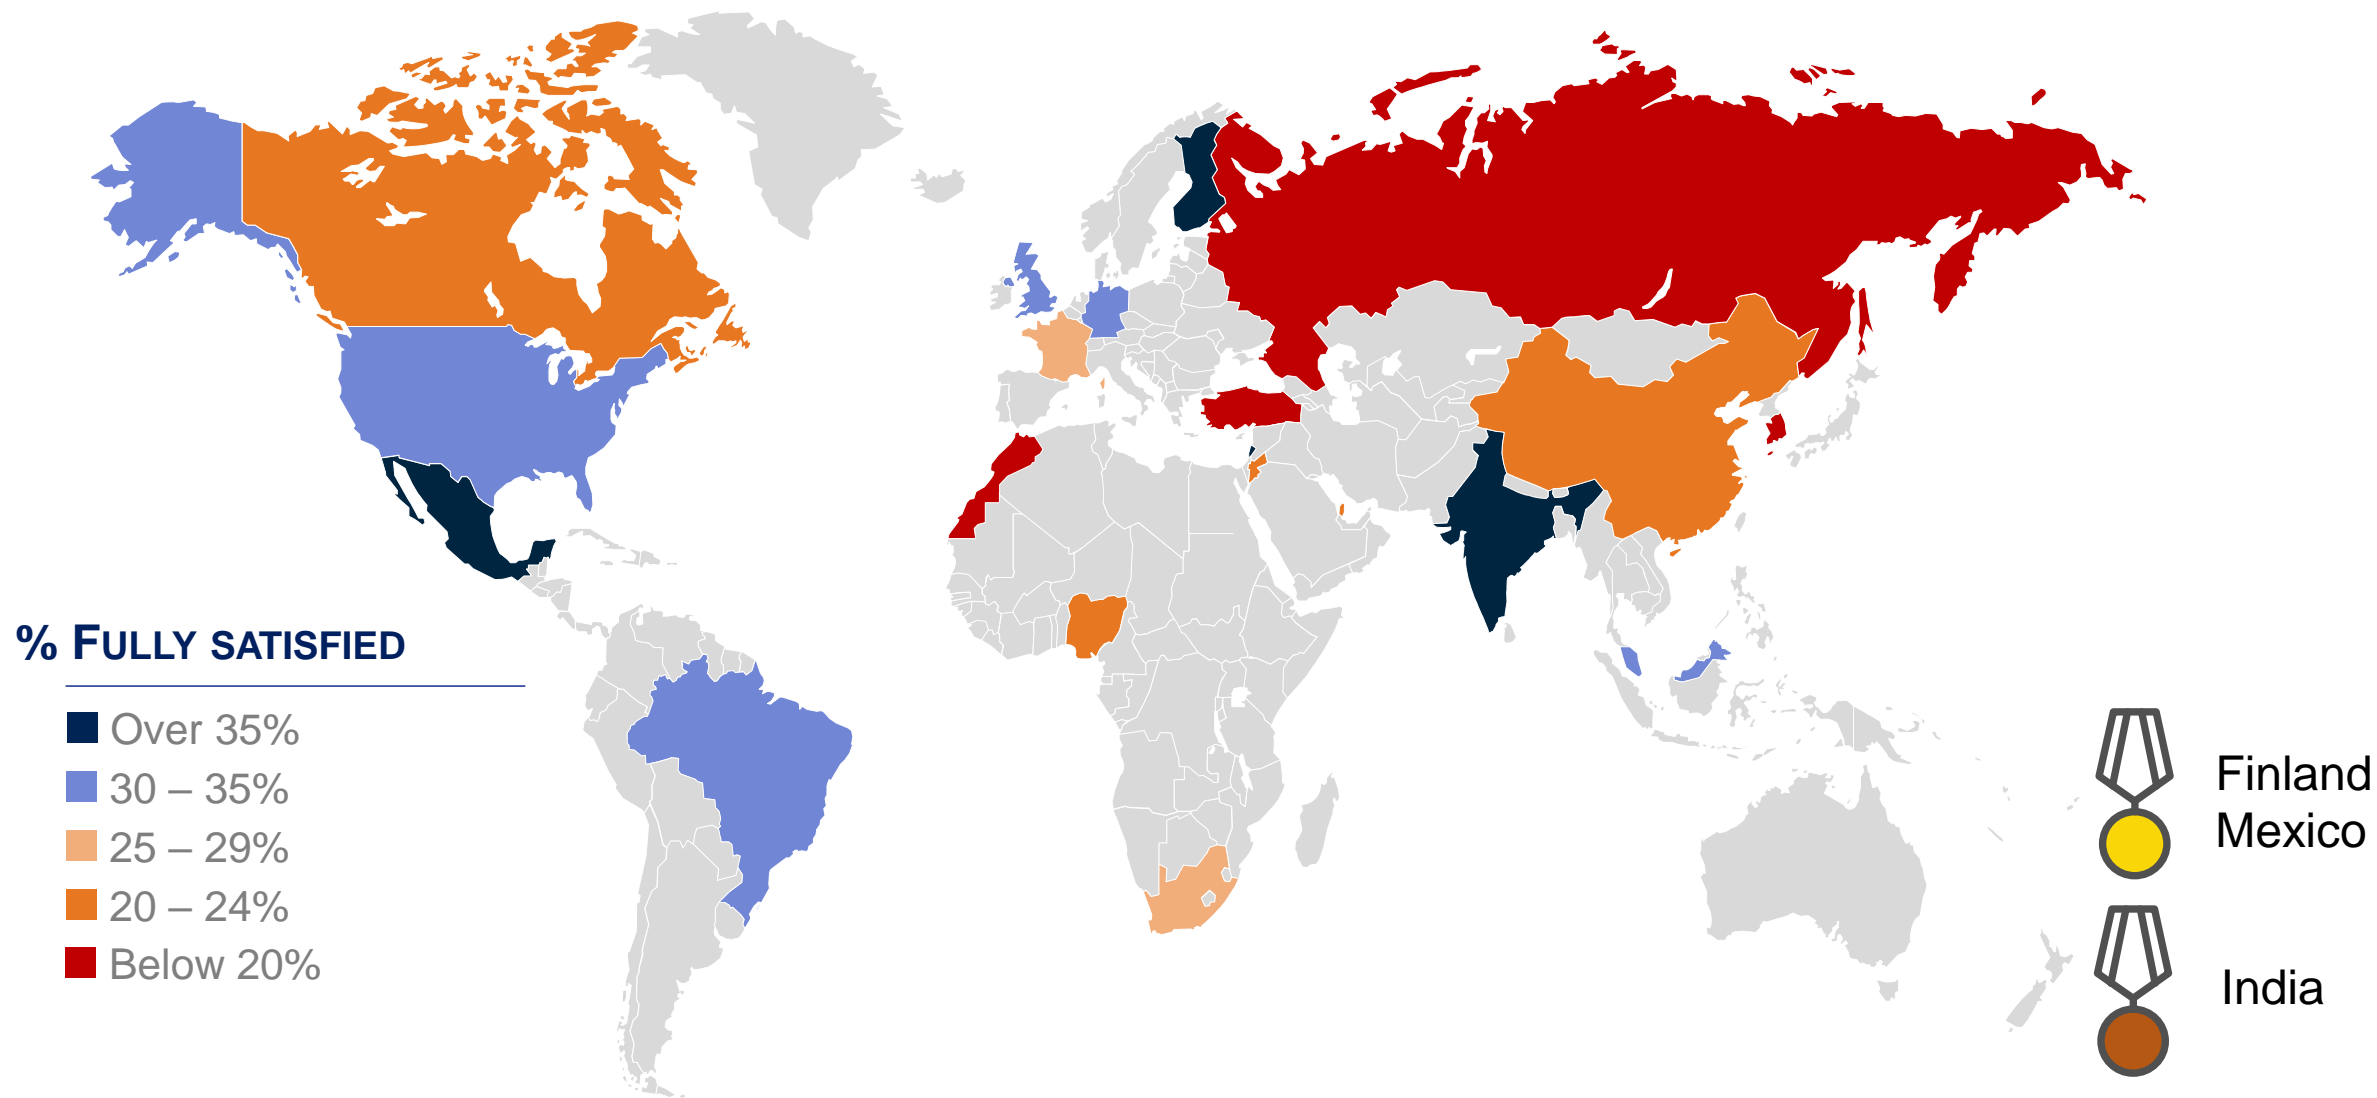 % FULLY SATISFIED
Over 35%
30 – 35%
25 – 29%
20 – 24%
Below 20%
Finland
Mexico
India